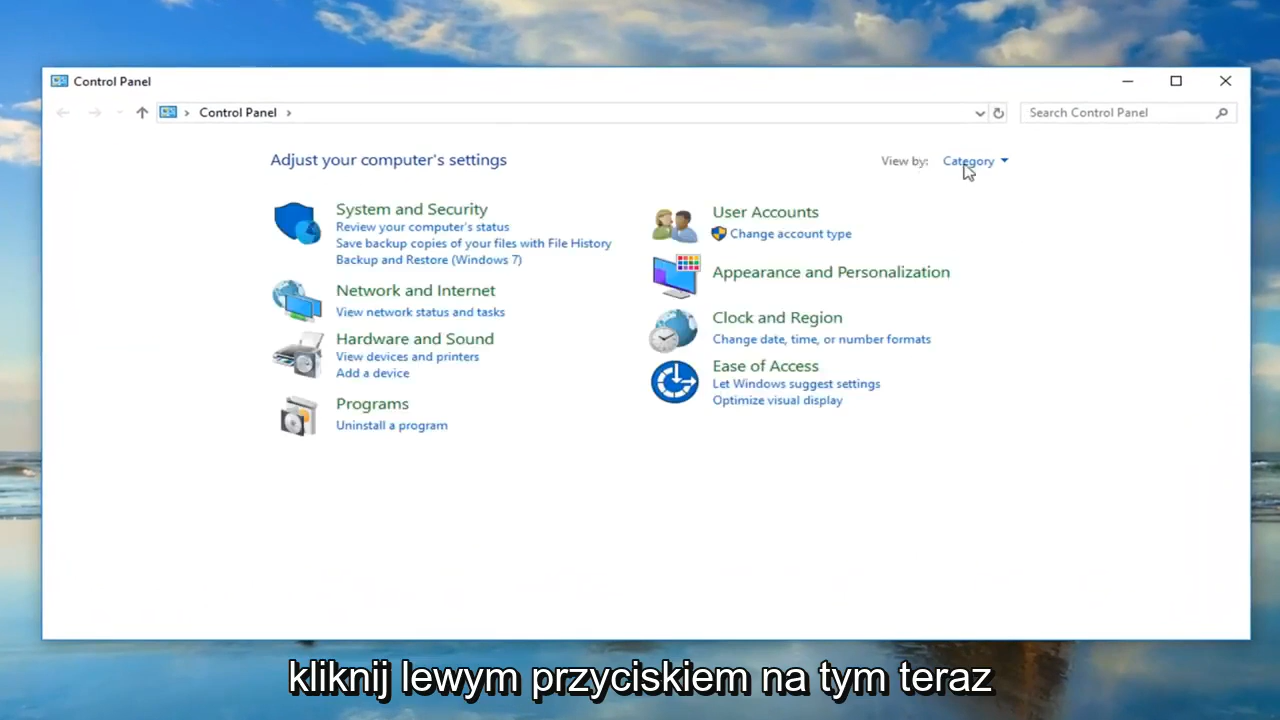 Control Panel
Control Panel
Search Control Panel
Adjust your computer's settings
View by: Category
System and Security
Review your computer's status
Save backup copies of your files with File History
Backup and Restore (Windows 7)
Network and Internet
View network status and tasks
Hardware and Sound
View devices and printers
Add a device
Programs
Uninstall a program
User Accounts
Change account type
Appearance and Personalization
Clock and Region
Change date, time, or number formats
Ease of Access
Let Windows suggest settings
Optimize visual display
kliknij lewym przyciskiem na tym teraz